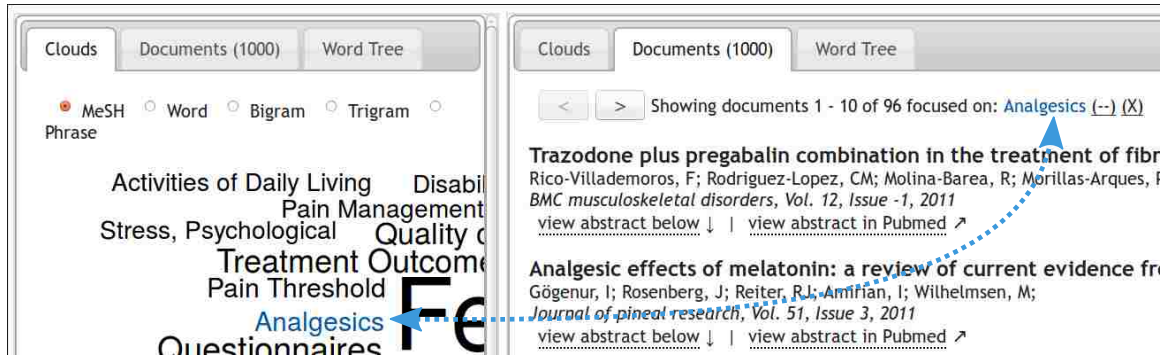 Clouds Documents (1000) Word Tree
MeSH Word Bigram Trigram
Phrase
Activities of Daily Living Disabil
Pain Management
Stress, Psychological Quality
Treatment Outcome
Pain Threshold
Analgesics Fe
Questionnaires
Clouds Documents (1000) Word Tree
< > Showing documents 1 - 10 of 96 focused on: Analgesics (--) (X)
Trazodone plus pregabalin combination in the treatment of fibr
Rico-Villademoros, F; Rodriguez-Lopez, CM; Molina-Barea, R; Morillas-Arques, P
BMC musculoskeletal disorders, Vol. 12, Issue -1, 2011
view abstract below ↓ | view abstract in Pubmed ↗
Analgesic effects of melatonin: a review of current evidence fr
Gögenur, I; Rosenberg, J; Reiter, RJ; Amirian, I; Wilhelmsen, M;
Journal of pineal research, Vol. 51, Issue 3, 2011
view abstract below ↓ | view abstract in Pubmed ↗